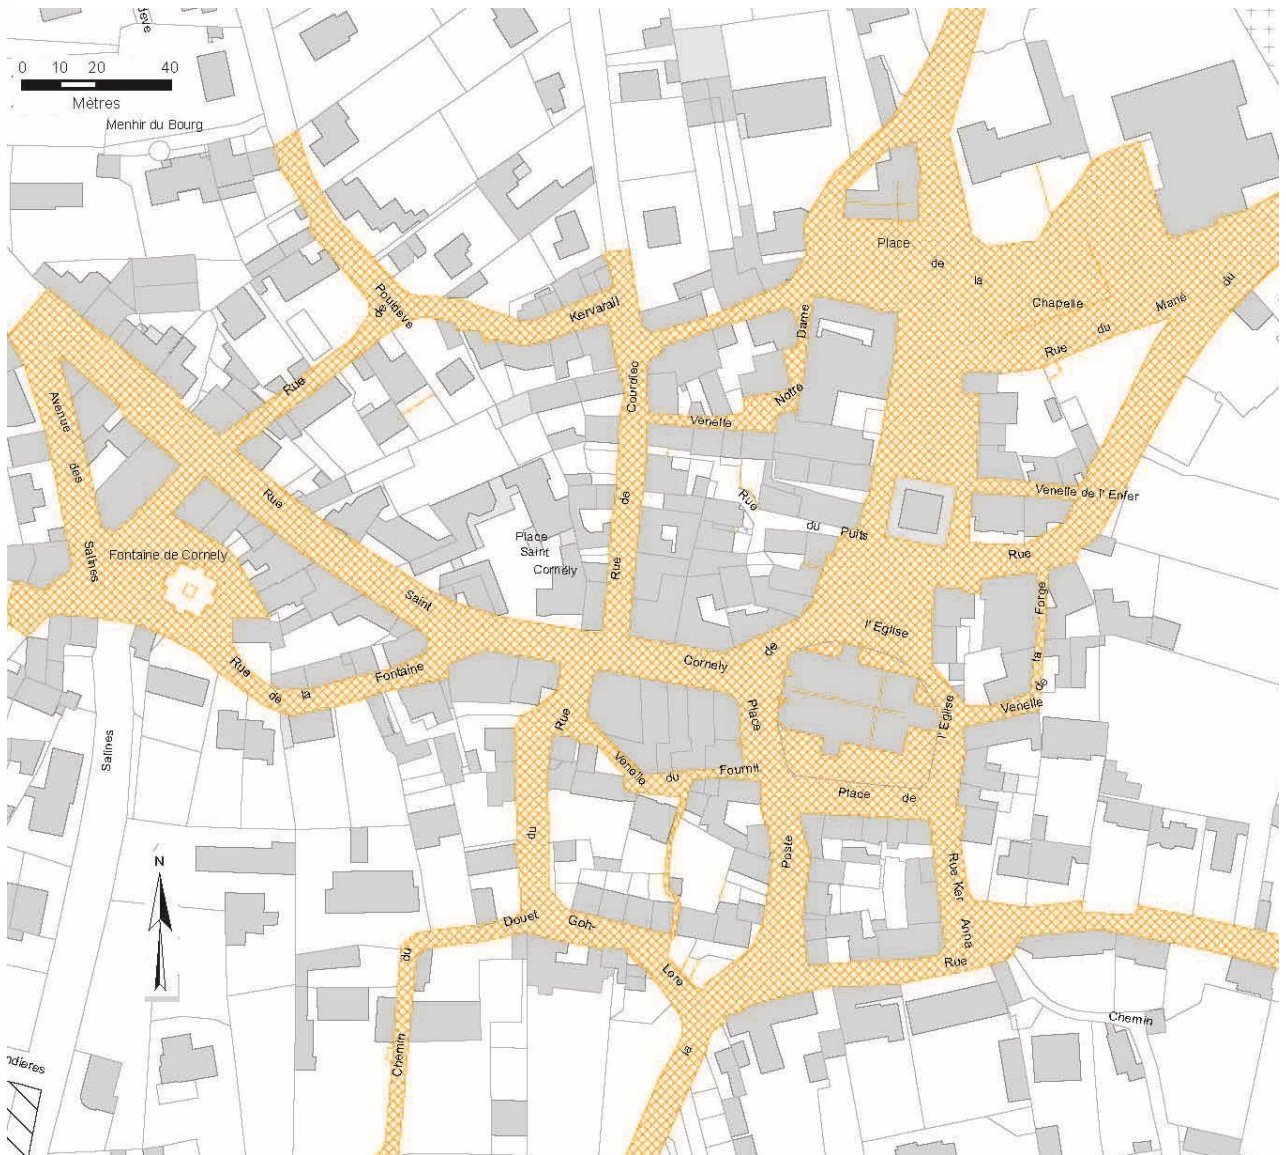 0 10 20 40
Mètres
Menhir du Bourg
Rue
de
Pouldeve
Kervarail
Place
de
la
Chapelle
Rue
du
Mané
du
Avenue
des
Salines
Fontaine de Cornely
Rue
Saint
Cornely
Place
Saint
Cornély
Rue
de
Courdiec
Venelle
Notre
Dame
Rue
du
Puits
Venelle de l' Enfer
Rue
de
l' Eglise
Venelle
de
la
Forge
l' Eglise
Rue
de
la
Fontaine
Salines
Place
Place
de
Rue
du
Venelle
du
Fournil
Poste
Rue Ker
Anna
Rue
Douet
Goh-
Lore
la
Chemin
du
Chemin
N